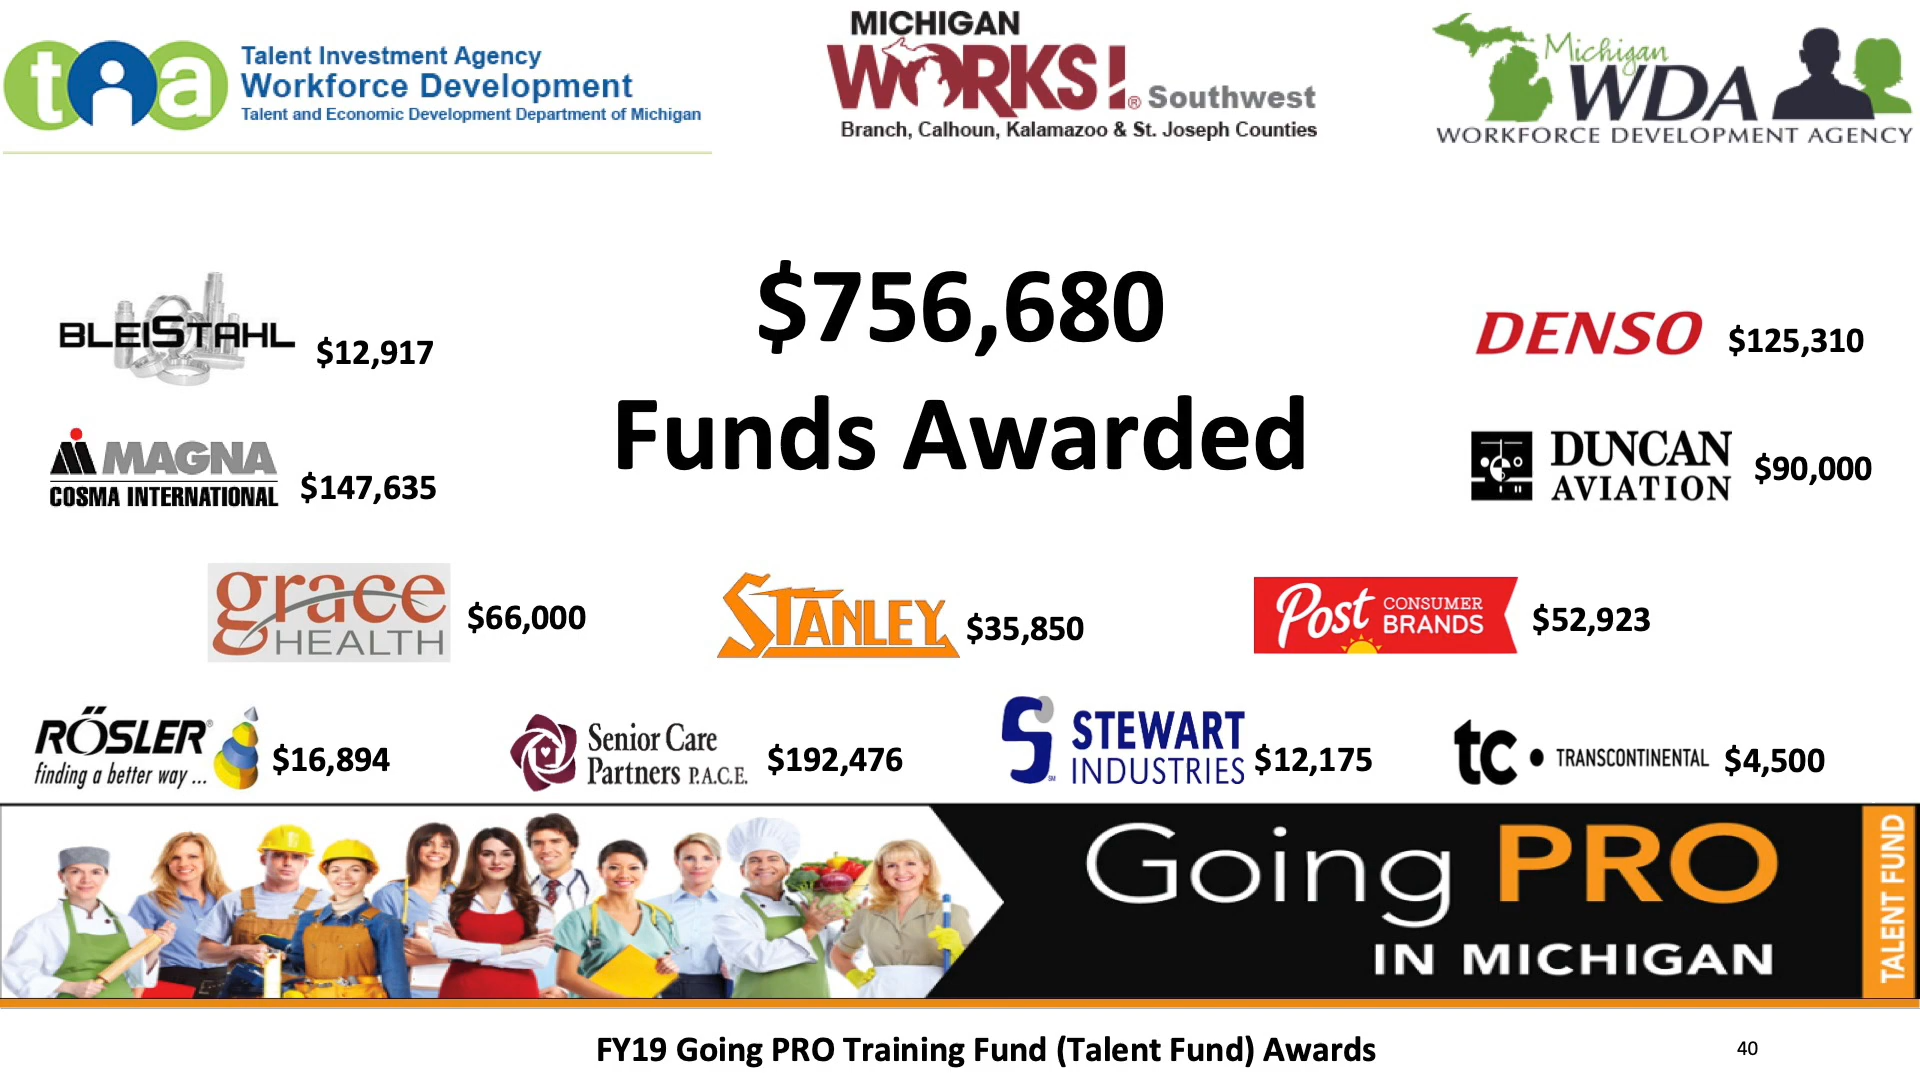 tia
Talent Investment Agency
Workforce Development
Talent and Economic Development Department of Michigan
MICHIGAN
WORKS!® Southwest
Branch, Calhoun, Kalamazoo & St. Joseph Counties
Michigan
WDA
WORKFORCE DEVELOPMENT AGENCY
$756,680
Funds Awarded
BLEISTAHL $12,917
DENSO $125,310
MAGNA
COSMA INTERNATIONAL $147,635
DUNCAN
AVIATION $90,000
grace
HEALTH $66,000
STANLEY $35,850
Post CONSUMER
BRANDS $52,923
RÖSLER®
finding a better way ... $16,894
Senior Care
Partners P.A.C.E. $192,476
S SM STEWART
INDUSTRIES $12,175
tc • TRANSCONTINENTAL $4,500
Going PRO
IN MICHIGAN
TALENT FUND
FY19 Going PRO Training Fund (Talent Fund) Awards
40